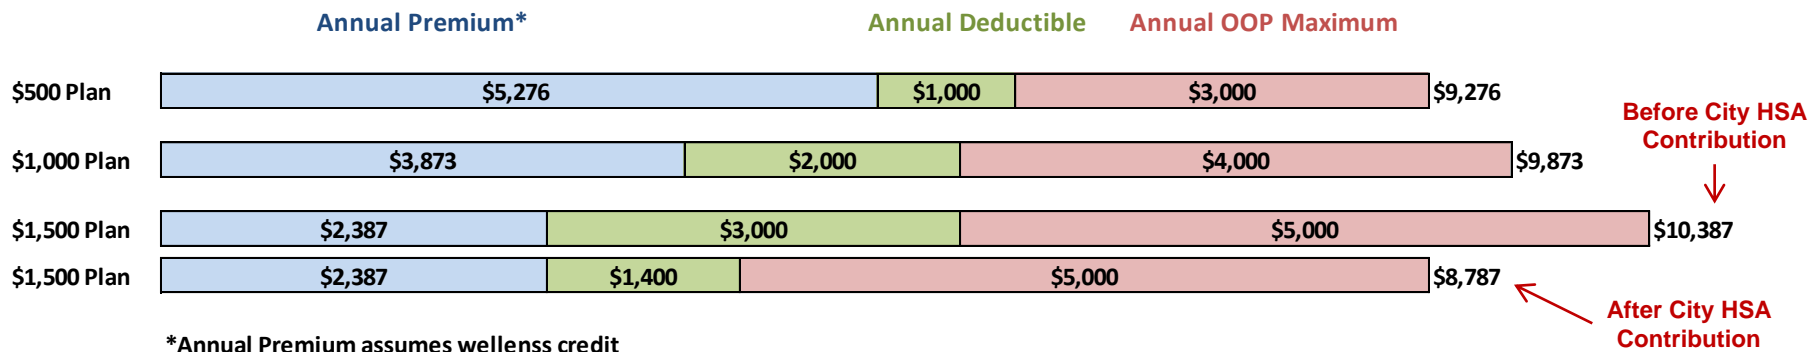 Annual Premium* Annual Deductible Annual OOP Maximum
$500 Plan $5,276 $1,000 $3,000 $9,276
Before City HSA
Contribution
$1,000 Plan $3,873 $2,000 $4,000 $9,873
$1,500 Plan $2,387 $3,000 $5,000 $10,387
$1,500 Plan $2,387 $1,400 $5,000 $8,787
After City HSA
Contribution
*Annual Premium assumes wellenss credit